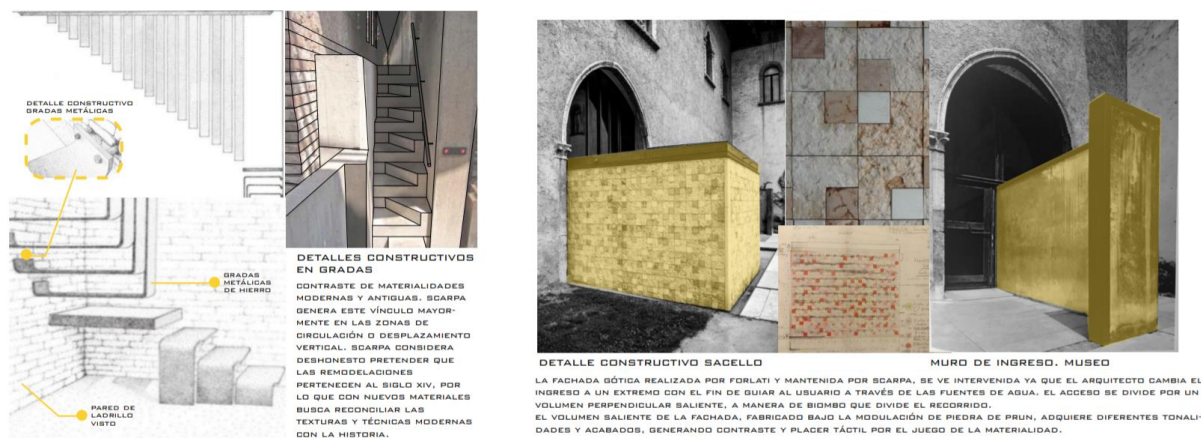 DETALLE CONSTRUCTIVO
GRADAS METÁLICAS
GRADAS
METÁLICAS
DE HIERRO
PARED DE
LADRILLO
VISTO
DETALLES CONSTRUCTIVOS
EN GRADAS
CONTRASTE DE MATERIALIDADES
MODERNAS Y ANTIGUAS. SCARPA
GENERA ESTE VÍNCULO MAYOR-
MENTE EN LAS ZONAS DE
CIRCULACIÓN O DESPLAZAMIENTO
VERTICAL. SCARPA CONSIDERA
DESHONESTO PRETENDER QUE
LAS REMODELACIONES
PERTENECEN AL SIGLO XIV, POR
LO QUE CON NUEVOS MATERIALES
BUSCA RECONCILIAR LAS
TEXTURAS Y TÉCNICAS MODERNAS
CON LA HISTORIA.
DETALLE CONSTRUCTIVO SACELLO
MURO DE INGRESO. MUSEO
LA FACHADA GÓTICA REALIZADA POR FORLATI Y MANTENIDA POR SCARPA, SE VE INTERVENIDA YA QUE EL ARQUITECTO CAMBIA EL
INGRESO A UN EXTREMO CON EL FIN DE GUIAR AL USUARIO A TRAVÉS DE LAS FUENTES DE AGUA. EL ACCESO SE DIVIDE POR UN
VOLUMEN PERPENDICULAR SALIENTE, A MANERA DE BIOMBO QUE DIVIDE EL RECORRIDO.
EL VOLUMEN SALIENTE DE LA FACHADA, FABRICADO BAJO LA MODULACIÓN DE PIEDRA DE PRUN, ADQUIERE DIFERENTES TONALI-
DADES Y ACABADOS, GENERANDO CONTRASTE Y PLACER TÁCTIL POR EL JUEGO DE LA MATERIALIDAD.